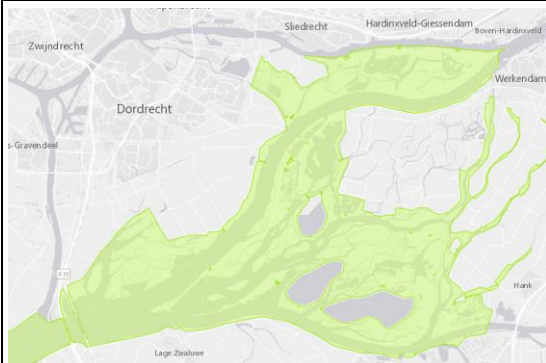 Sliedrecht
Hardinxveld-Giessendam
Boven-Hardinxveld
Zwijndrecht
Werkendam
Dordrecht
s-Gravendeel
A16
Hank
Lage Zwaluwe